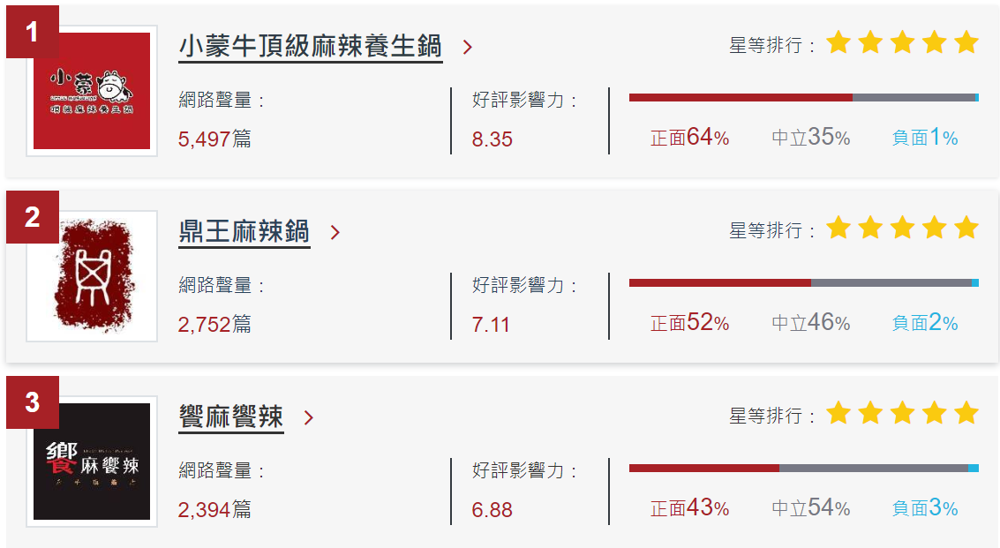 1
小蒙牛頂級麻辣養生鍋 >
星等排行：
小蒙牛
頂級麻辣養生鍋
網路聲量：
好評影響力：
5,497篇
8.35
正面64%
中立35%
負面1%
2
鼎王麻辣鍋 >
星等排行：
網路聲量：
好評影響力：
2,752篇
7.11
正面52%
中立46%
負面2%
3
饗麻饗辣 >
星等排行：
饗麻饗辣
網路聲量：
好評影響力：
2,394篇
6.88
正面43%
中立54%
負面3%